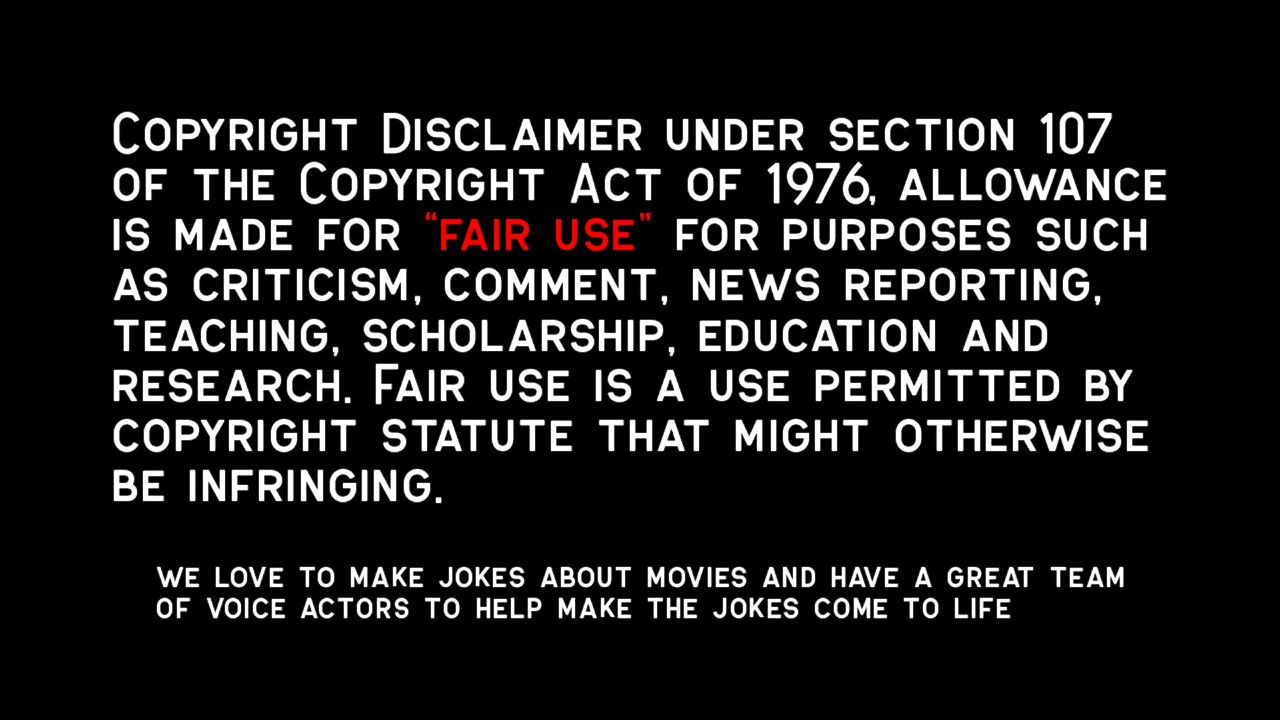 Copyright Disclaimer under section 107
of the Copyright Act of 1976, allowance
is made for “fair use” for purposes such
as criticism, comment, news reporting,
teaching, scholarship, education and
research. Fair use is a use permitted by
copyright statute that might otherwise
be infringing.
we love to make jokes about movies and have a great team
of voice actors to help make the jokes come to life